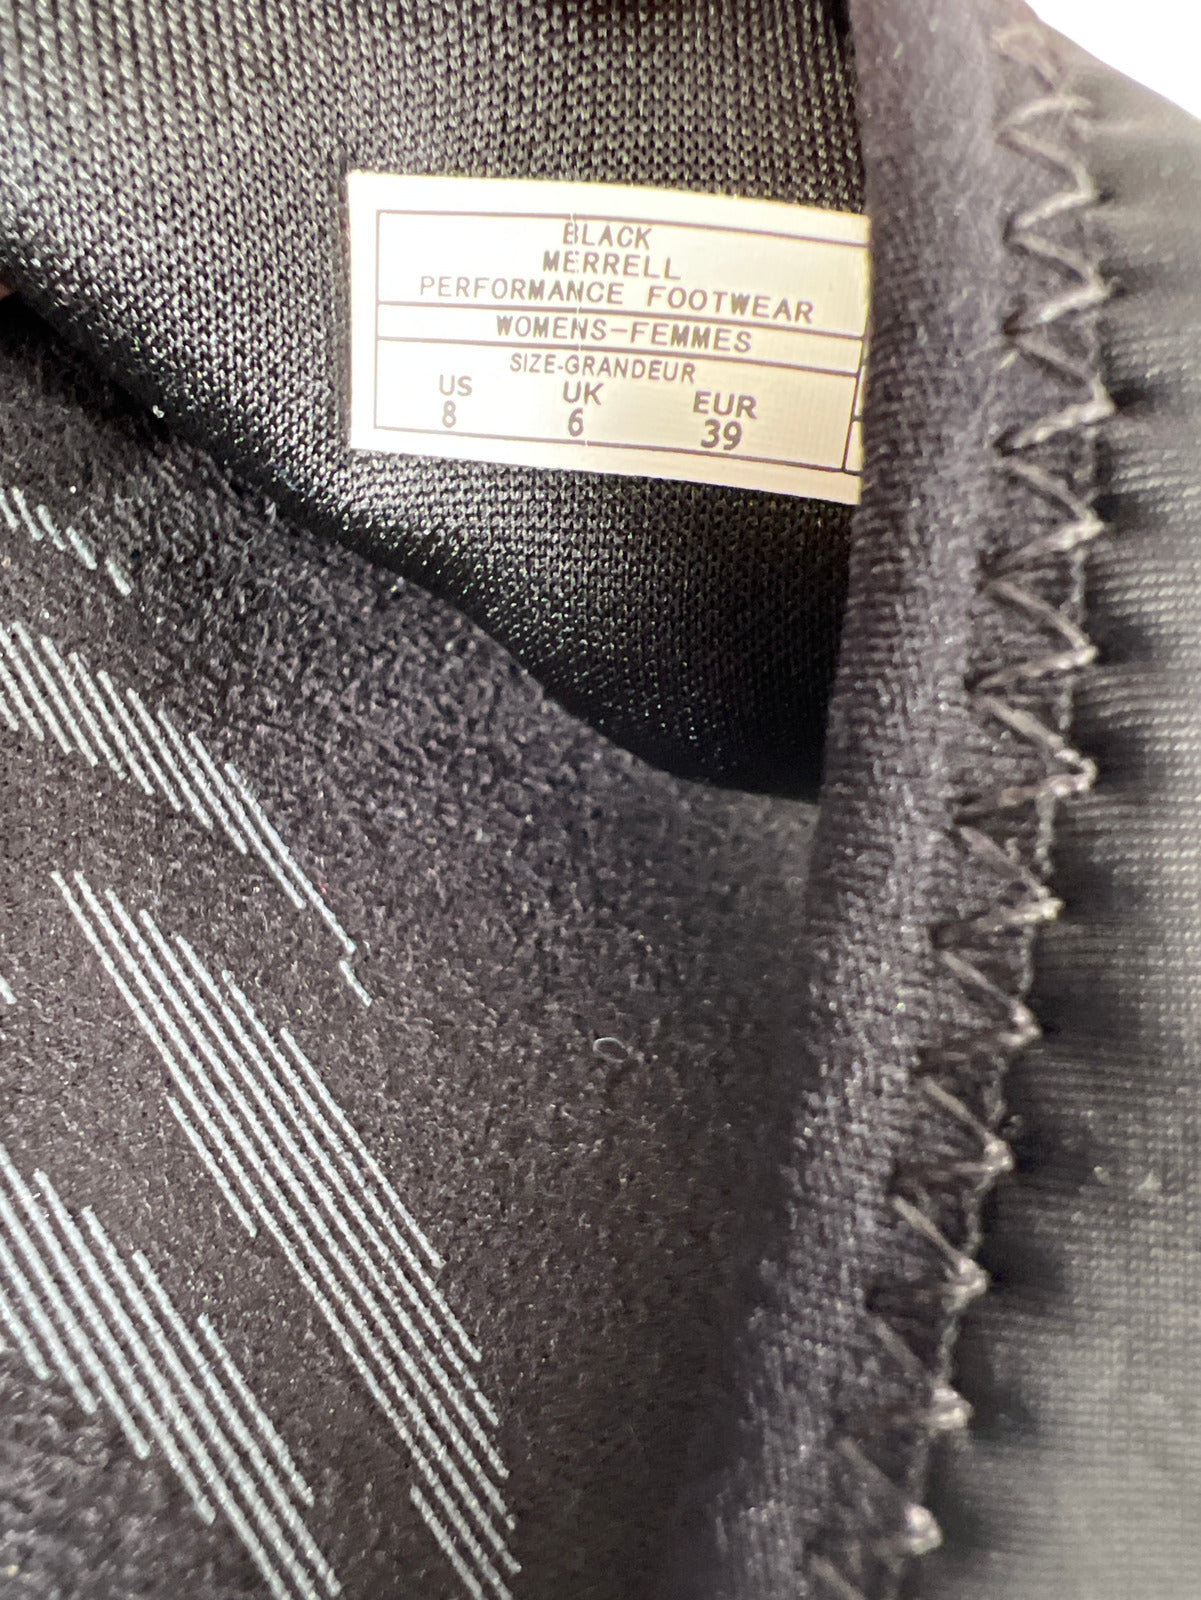 BLACK
MERRELL
PERFORMANCE FOOTWEAR
WOMENS-FEMMES
SIZE-GRANDEUR
US UK EUR
8 6 39